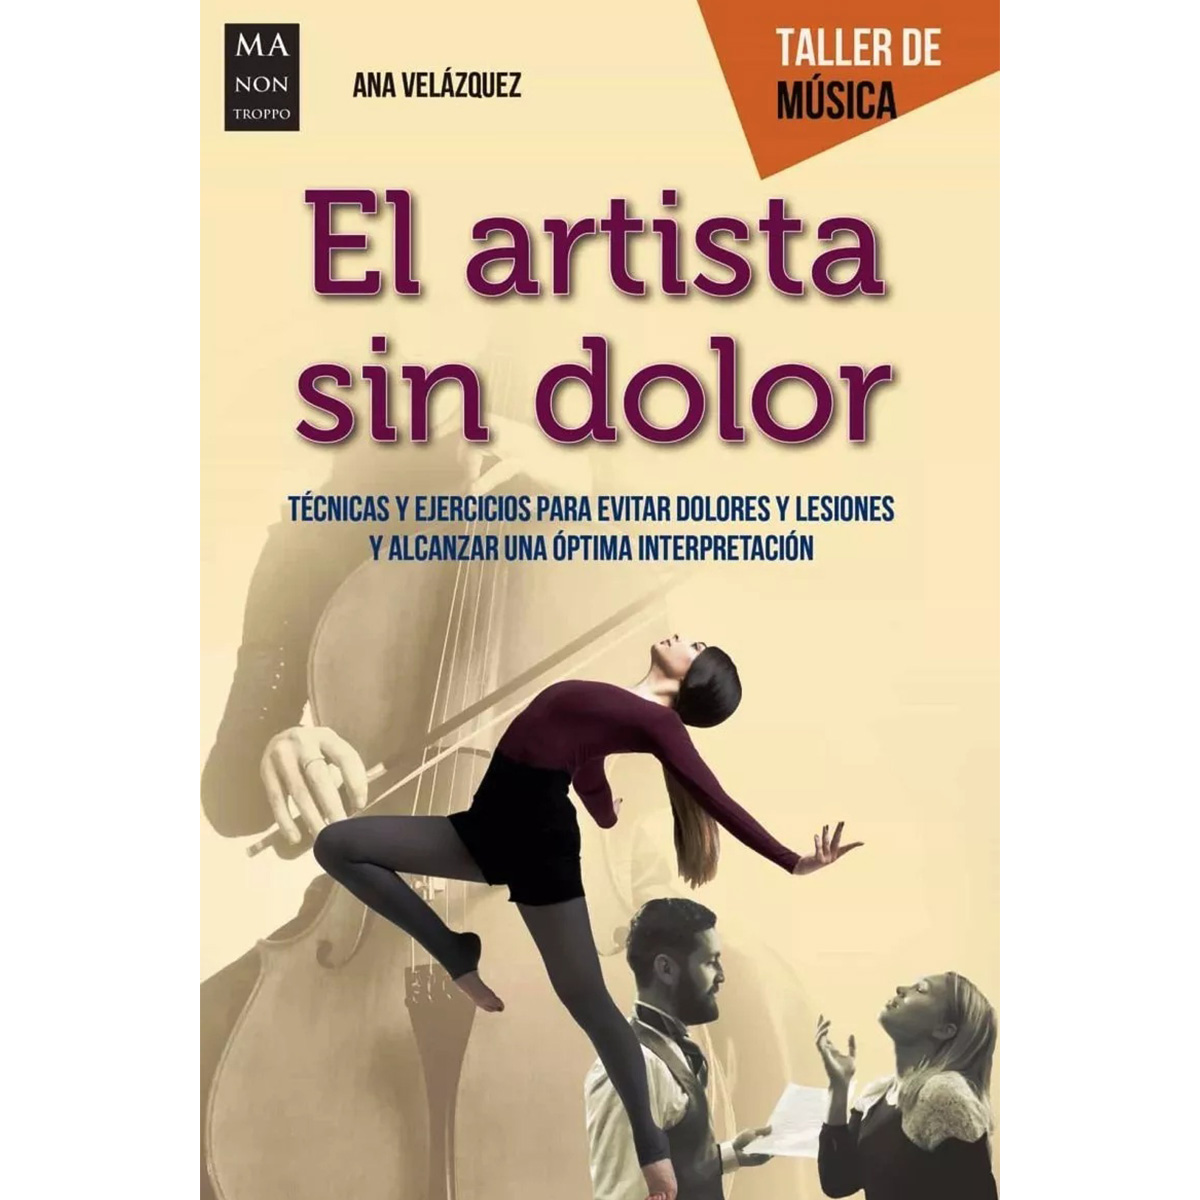 MA
NON
TROPPO
ANA VELÁZQUEZ
TALLER DE
MÚSICA
El artista
sin dolor
TÉCNICAS Y EJERCICIOS PARA EVITAR DOLORES Y LESIONES
Y ALCANZAR UNA ÓPTIMA INTERPRETACIÓN